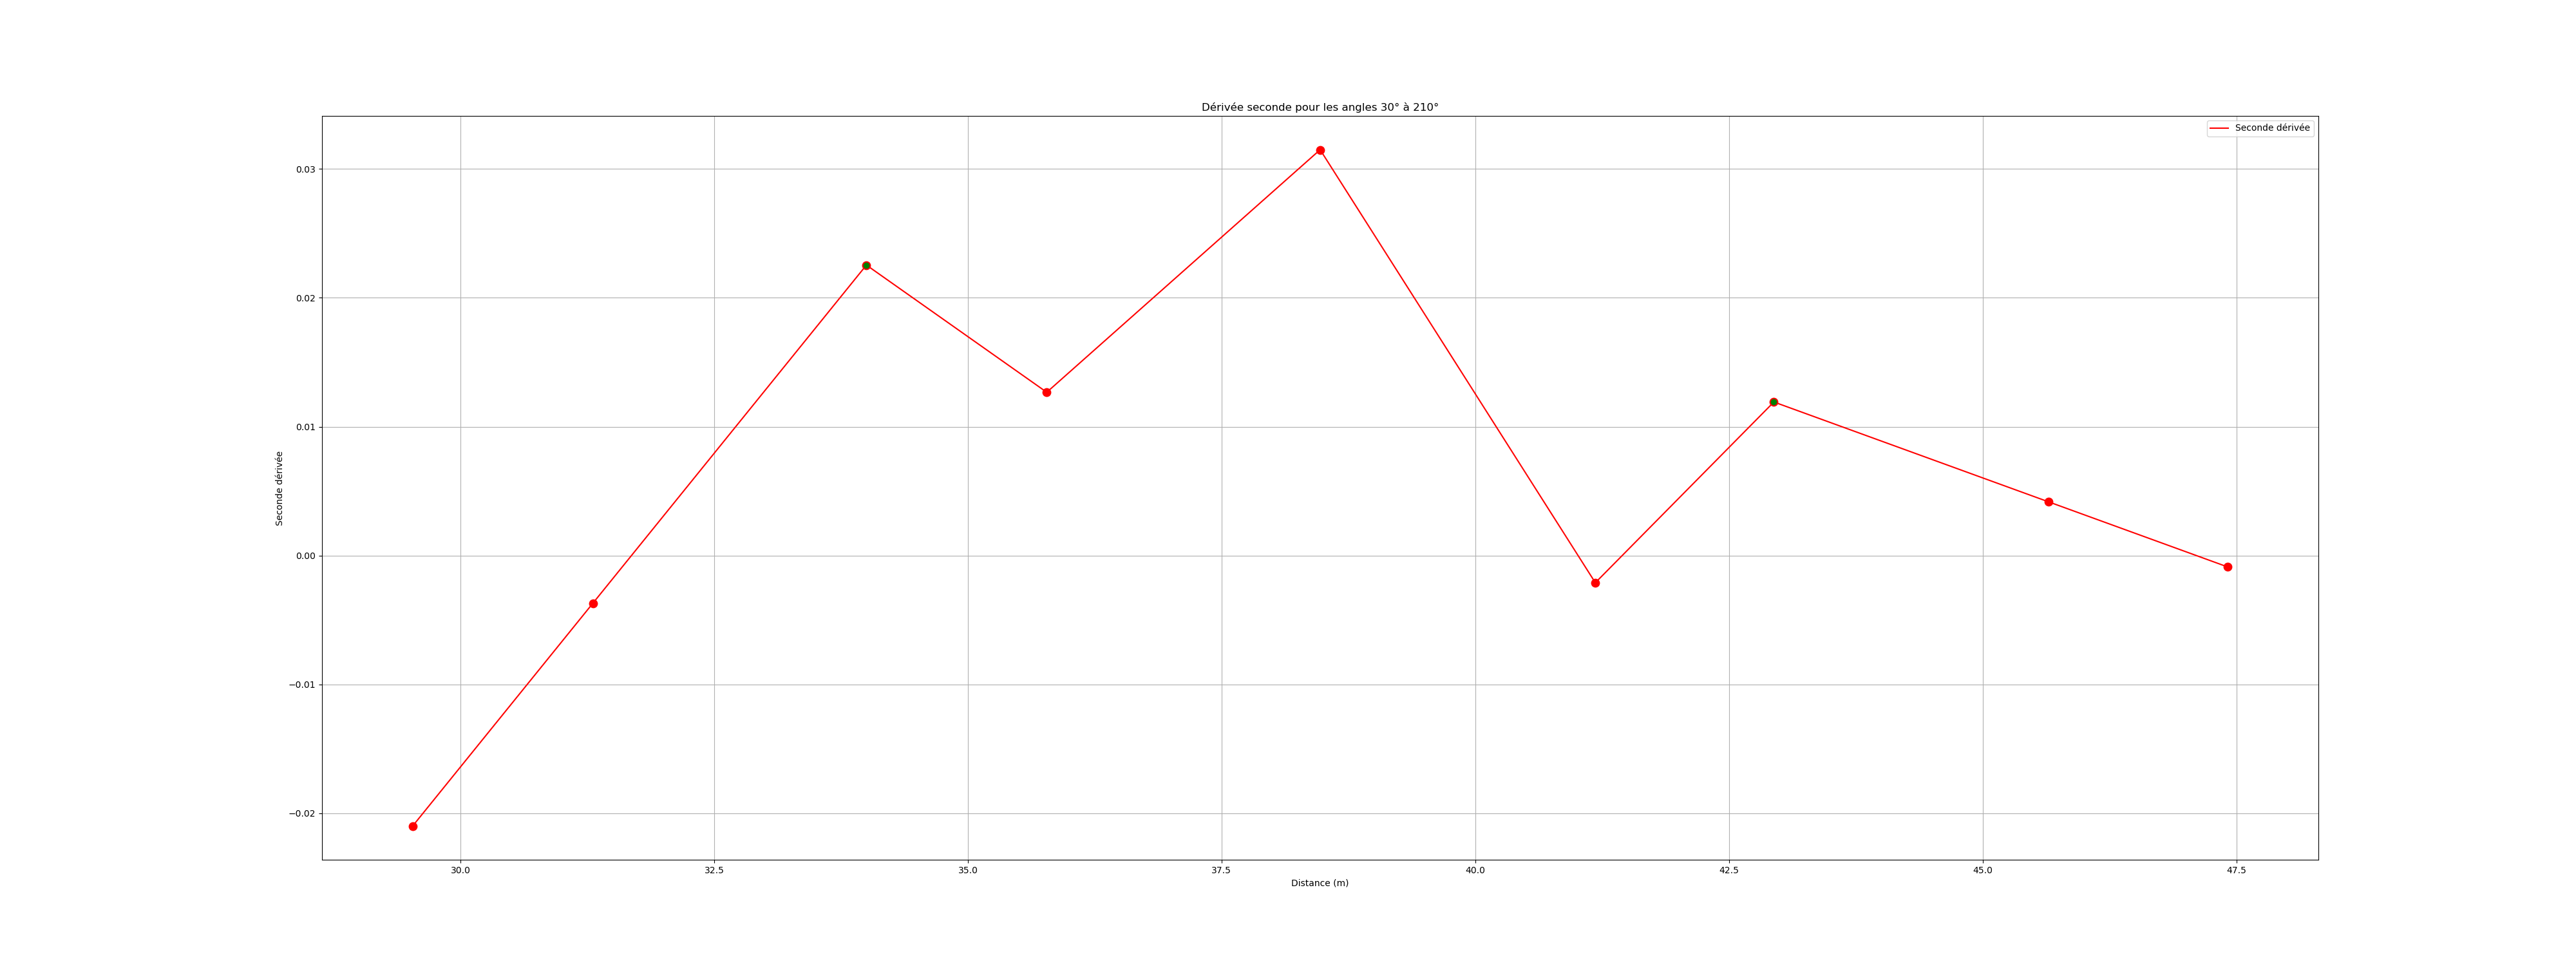 Dérivée seconde pour les angles 30° à 210°
Seconde dérivée
0.03
0.02
0.01
0.00
−0.01
−0.02
Seconde dérivée
30.0 32.5 35.0 37.5 40.0 42.5 45.0 47.5
Distance (m)